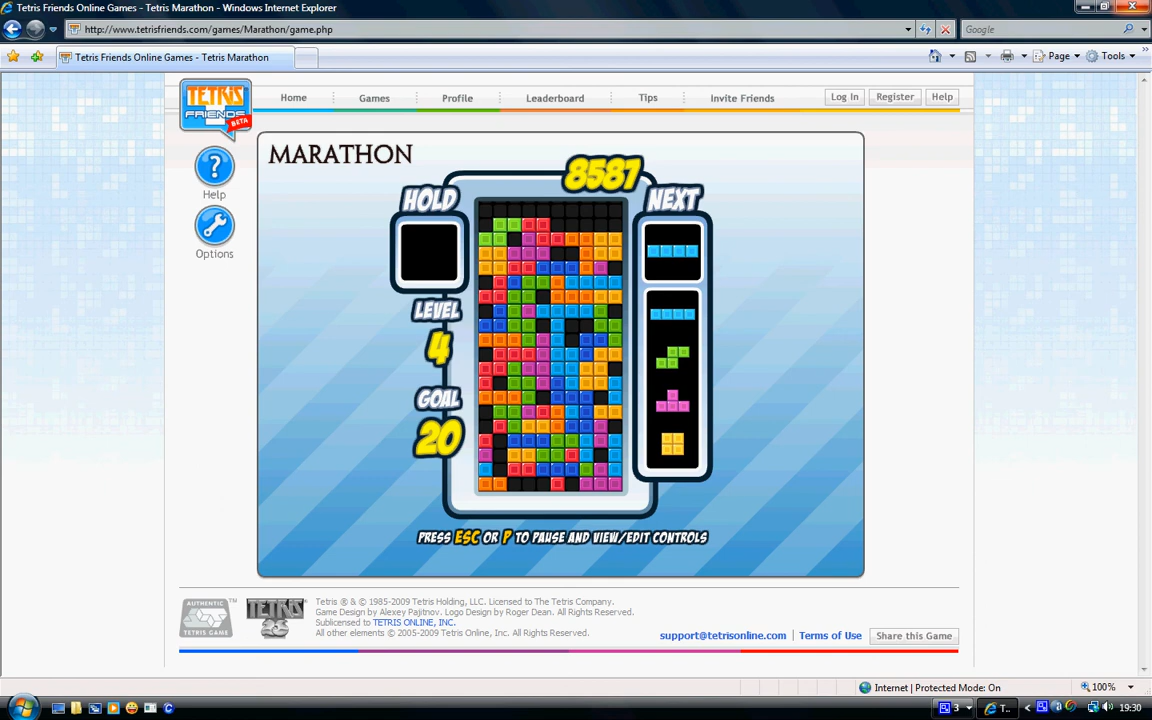 Tetris Friends Online Games - Tetris Marathon - Windows Internet Explorer
http://www.tetrisfriends.com/games/Marathon/game.php
Google
Tetris Friends Online Games - Tetris Marathon
Page
Tools
TETRIS
FRIENDS
BETA
Home
Games
Profile
Leaderboard
Tips
Invite Friends
Log In
Register
Help
?
Help
Options
MARATHON
8587
HOLD
NEXT
LEVEL
4
GOAL
20
PRESS ESC OR P TO PAUSE AND VIEW/EDIT CONTROLS
AUTHENTIC
TETRIS GAME
TM
TETRIS
25
Tetris ® & © 1985-2009 Tetris Holding, LLC. Licensed to The Tetris Company.
Game Design by Alexey Pajitnov. Logo Design by Roger Dean. All Rights Reserved.
Sublicensed to TETRIS ONLINE, INC.
All other elements © 2005-2009 Tetris Online, Inc. All Rights Reserved.
support@tetrisonline.com | Terms of Use
Share this Game
Internet | Protected Mode: On
100%
3
T...
19:30